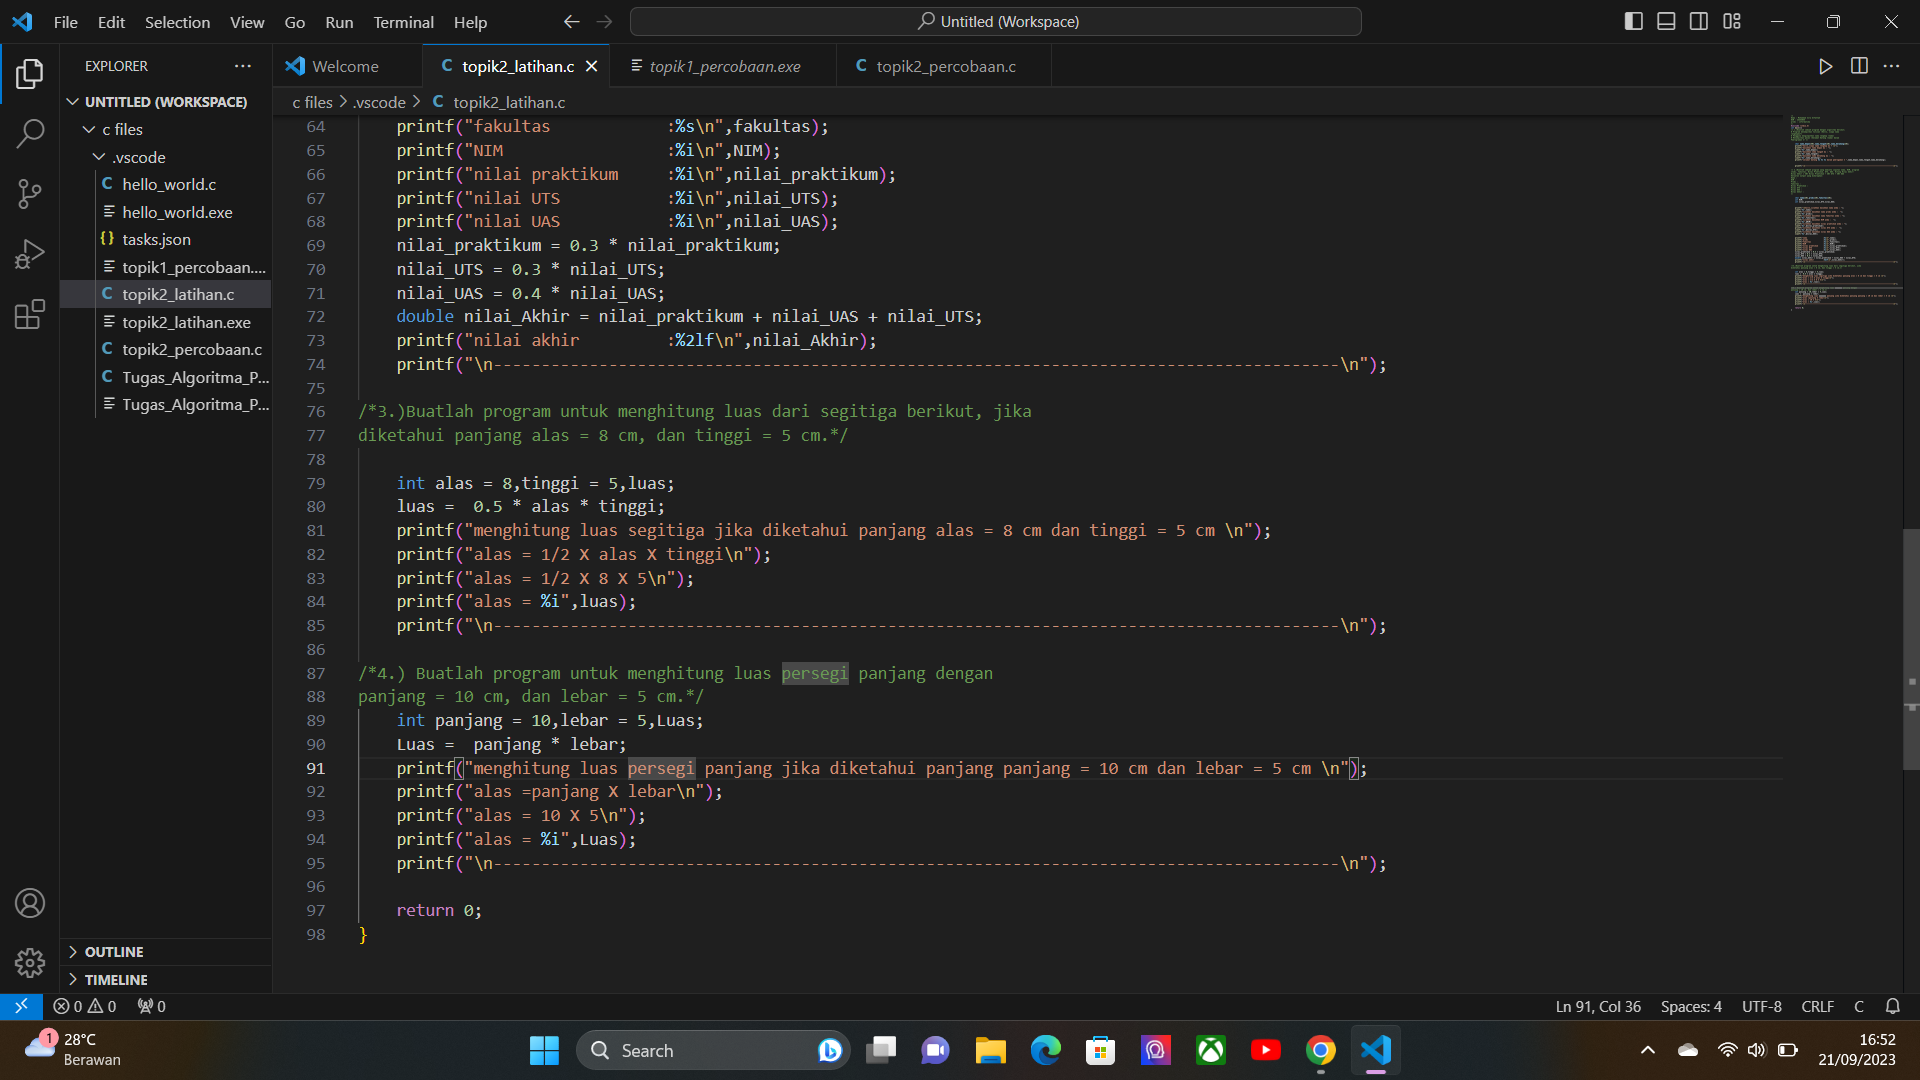 File Edit Selection View Go Run Terminal Help
Untitled (Workspace)
EXPLORER
UNTITLED (WORKSPACE)
c files
.vscode
hello_world.c
hello_world.exe
tasks.json
topik1_percobaan....
topik2_latihan.c
topik2_latihan.exe
topik2_percobaan.c
Tugas_Algoritma_P...
Tugas_Algoritma_P...
OUTLINE
TIMELINE
Welcome topik2_latihan.c topik1_percobaan.exe topik2_percobaan.c
c files > .vscode > C topik2_latihan.c
64 printf("fakultas            :%s\n",fakultas);
65 printf("NIM                 :%i\n",NIM);
66 printf("nilai praktikum     :%i\n",nilai_praktikum);
67 printf("nilai UTS           :%i\n",nilai_UTS);
68 printf("nilai UAS           :%i\n",nilai_UAS);
69 nilai_praktikum = 0.3 * nilai_praktikum;
70 nilai_UTS = 0.3 * nilai_UTS;
71 nilai_UAS = 0.4 * nilai_UAS;
72 double nilai_Akhir = nilai_praktikum + nilai_UAS + nilai_UTS;
73 printf("nilai akhir         :%2lf\n",nilai_Akhir);
74 printf("\n----------------------------------------------------------------------------------------\n");
75
76 /*3.)Buatlah program untuk menghitung luas dari segitiga berikut, jika
77 diketahui panjang alas = 8 cm, dan tinggi = 5 cm.*/
78
79 int alas = 8,tinggi = 5,luas;
80 luas =  0.5 * alas * tinggi;
81 printf("menghitung luas segitiga jika diketahui panjang alas = 8 cm dan tinggi = 5 cm \n");
82 printf("alas = 1/2 X alas X tinggi\n");
83 printf("alas = 1/2 X 8 X 5\n");
84 printf("alas = %i",luas);
85 printf("\n----------------------------------------------------------------------------------------\n");
86
87 /*4.) Buatlah program untuk menghitung luas persegi panjang dengan
88 panjang = 10 cm, dan lebar = 5 cm.*/
89 int panjang = 10,lebar = 5,Luas;
90 Luas =  panjang * lebar;
91 printf("menghitung luas persegi panjang jika diketahui panjang panjang = 10 cm dan lebar = 5 cm \n");
92 printf("alas =panjang X lebar\n");
93 printf("alas = 10 X 5\n");
94 printf("alas = %i",Luas);
95 printf("\n----------------------------------------------------------------------------------------\n");
96
97 return 0;
98 }
0 0 0
Ln 91, Col 36 Spaces: 4 UTF-8 CRLF C
1 28°C
Berawan
Search
16:52
21/09/2023